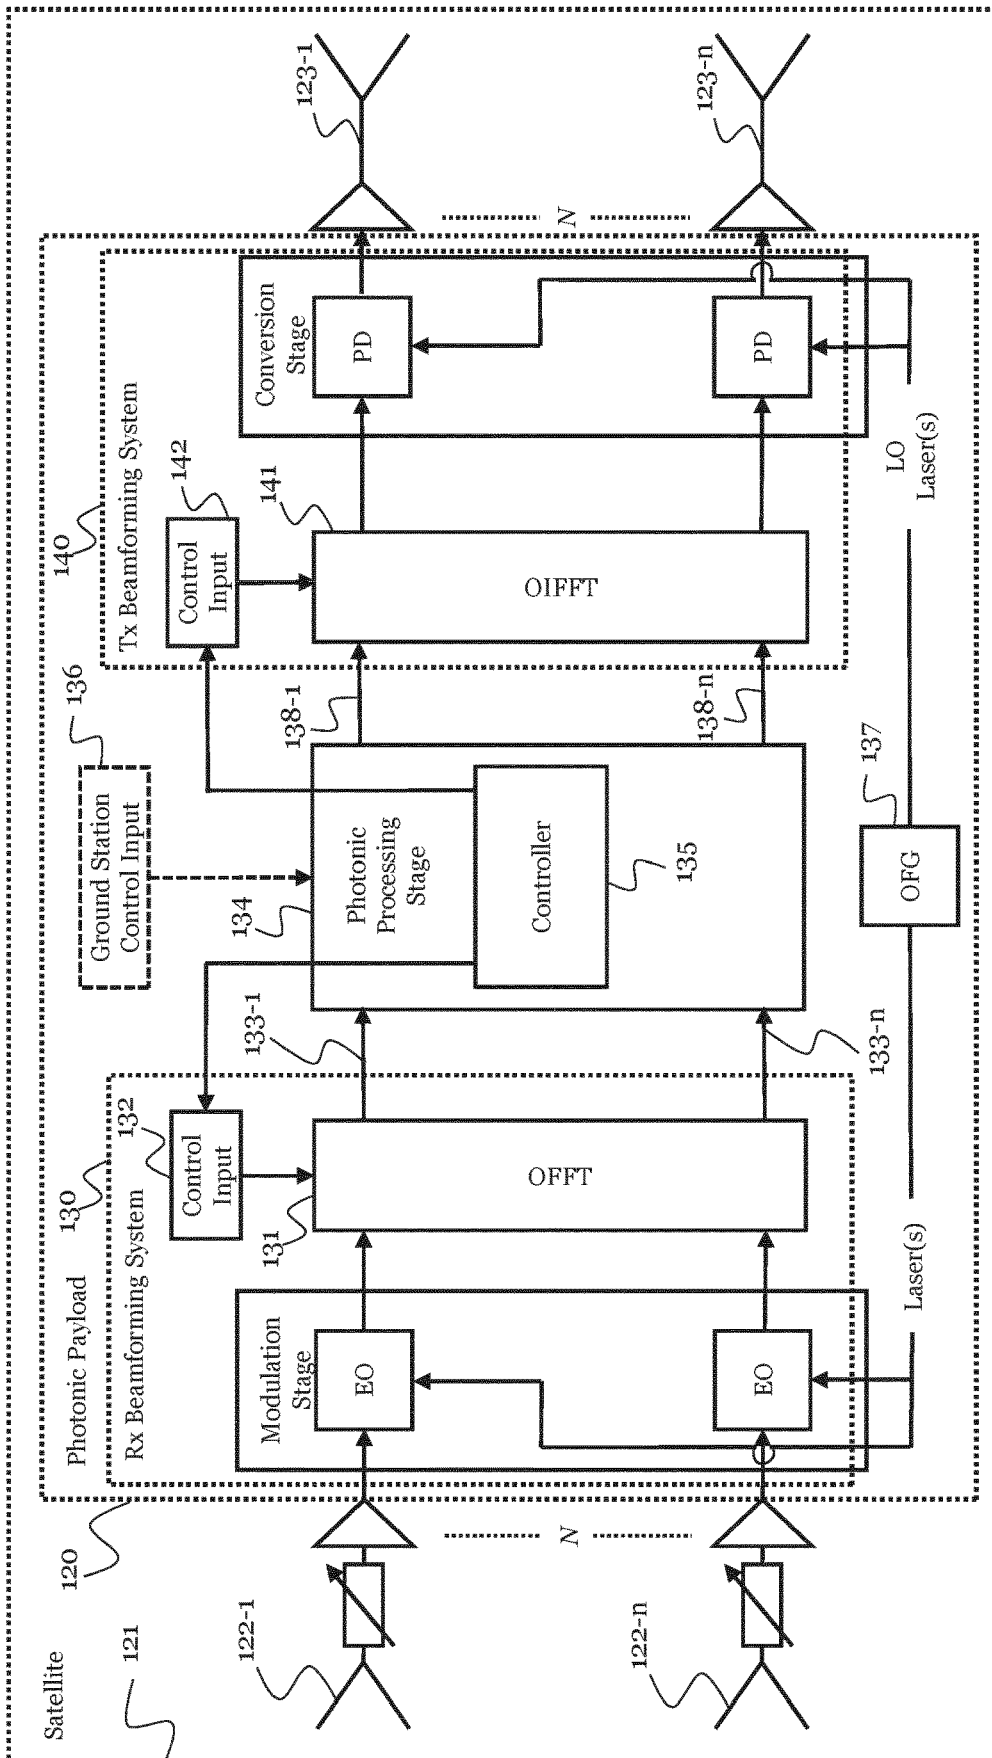 Satellite
121
120
Photonic Payload
130
Rx Beamforming System
132
Control
Input
131
122-1
122-n
N
Modulation
Stage
EO
EO
OFFT
133-1
133-n
Ground Station
Control Input
136
134
Photonic
Processing
Stage
Controller
135
138-1
138-n
140
Tx Beamforming System
142
Control
Input
141
OIFFT
Conversion
Stage
PD
PD
N
123-1
123-n
Laser(s)
OFG
137
LO
Laser(s)